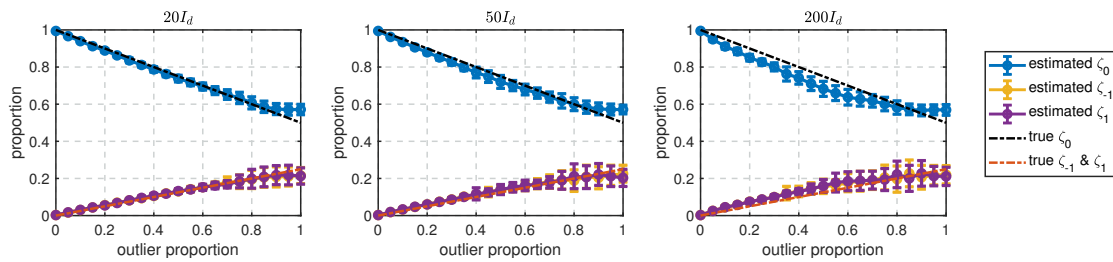 20I_d
50I_d
200I_d
proportion
1
0.8
0.6
0.4
0.2
0
0 0.2 0.4 0.6 0.8 1
outlier proportion
proportion
1
0.8
0.6
0.4
0.2
0
0 0.2 0.4 0.6 0.8 1
outlier proportion
proportion
1
0.8
0.6
0.4
0.2
0
0 0.2 0.4 0.6 0.8 1
outlier proportion
estimated ζ_0
estimated ζ_-1
estimated ζ_1
true ζ_0
true ζ_-1 & ζ_1